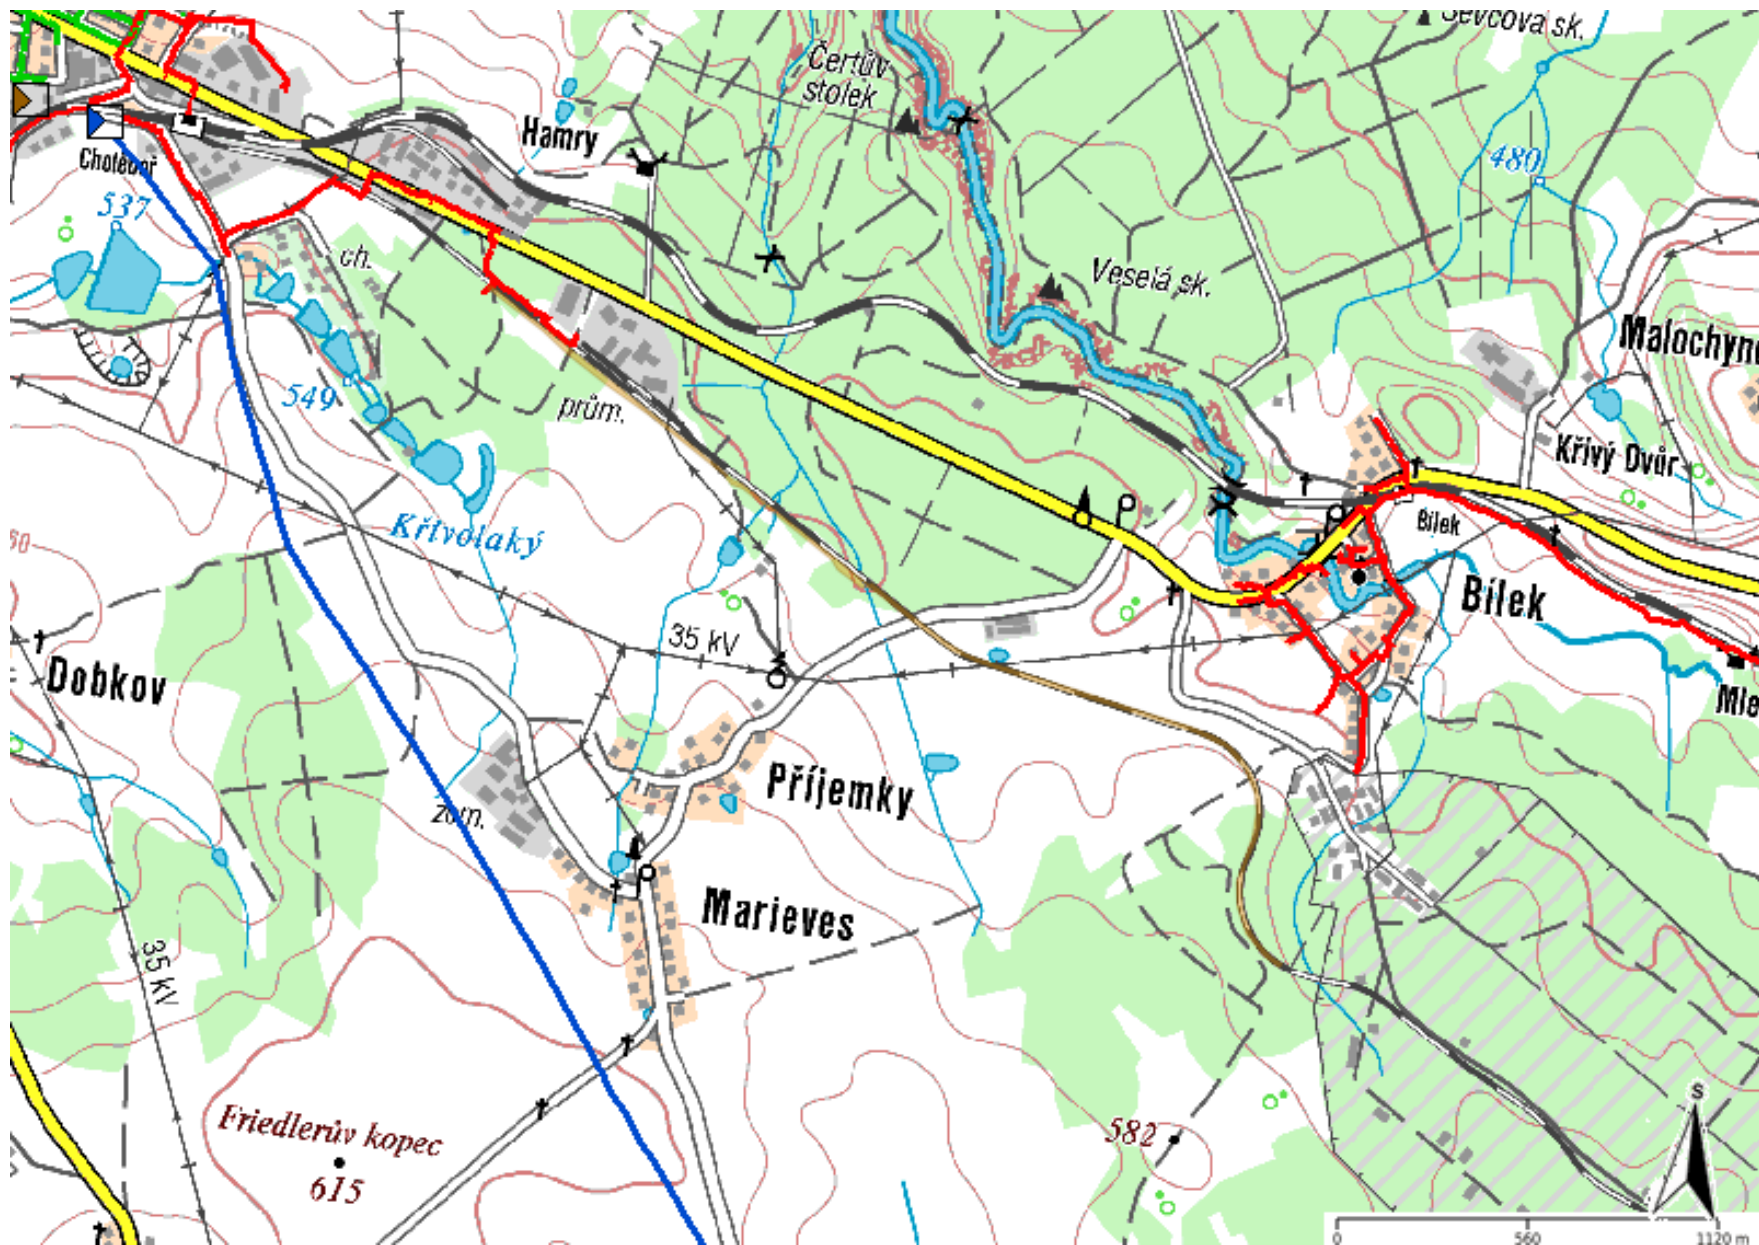 Ševcova sk.
Čertův
stolek
Hamry
Chotěboř
480
537
ch.
Veselá sk.
Malochyn
549
prům.
Křivý Dvůr
Křivolaký
Bílek
Bílek
35 kV
Dobkov
Příjemky
zem.
Marieves
35 kV
Friedlerův kopec
615
582
S
0 560 1120 m